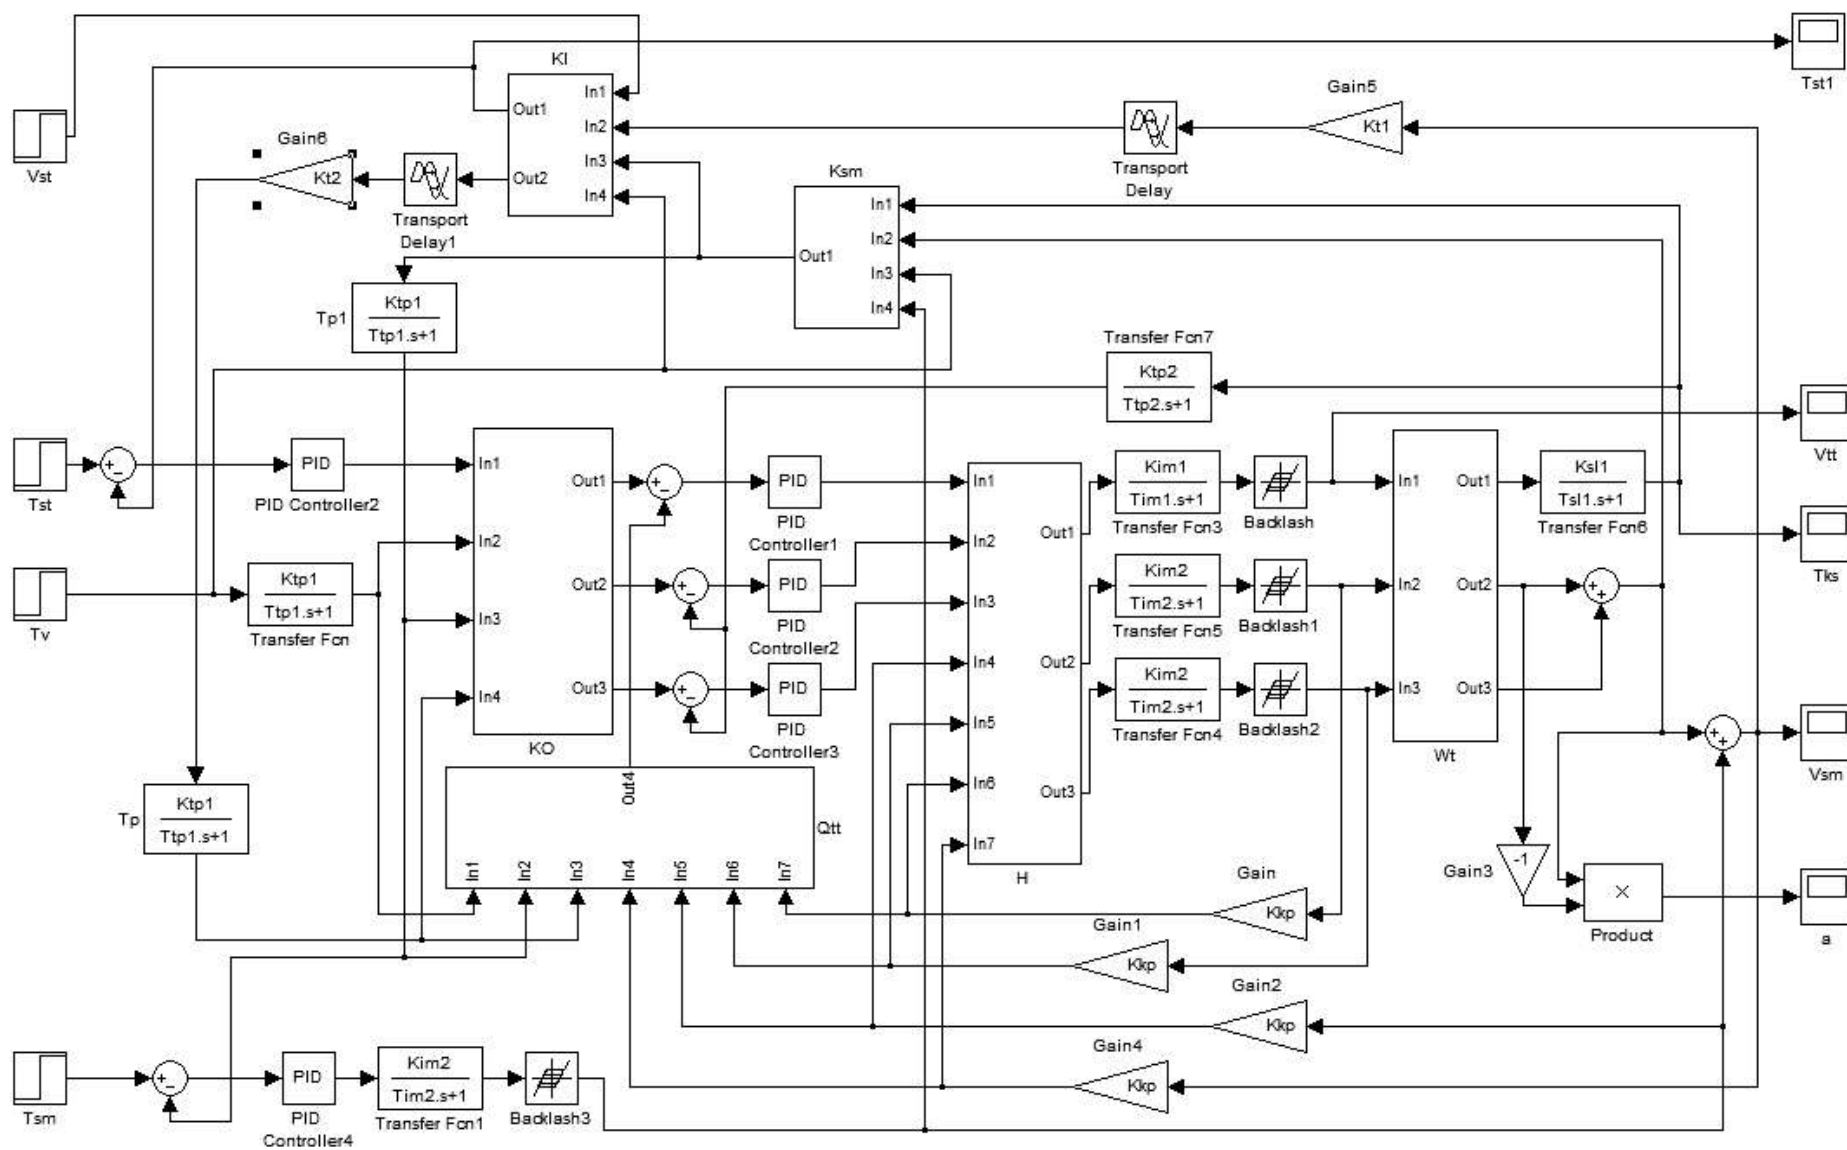 Vst
KI
In1
In2
In3
In4
Out1
Out2
Gain6
Kt2
Transport
Delay1
Ksm
In1
In2
In3
In4
Out1
Transport
Delay
Gain5
Kt1
Tst1
Tp1
Ktp1
Ttp1.s+1
Transfer Fcn7
Ktp2
Ttp2.s+1
Vtt
Tst
PID
PID Controller2
In1
In2
In3
In4
Out1
Out2
Out3
KO
PID
PID
Controller1
PID
PID
Controller2
PID
PID
Controller3
In1
In2
In3
In4
In5
In6
In7
Out1
Out2
Out3
H
Kim1
Tim1.s+1
Transfer Fcn3
Backlash
Kim2
Tim2.s+1
Transfer Fcn5
Backlash1
Kim2
Tim2.s+1
Transfer Fcn4
Backlash2
In1
In2
In3
Out1
Out2
Out3
Wt
Ksl1
Tsl1.s+1
Transfer Fcn6
Tks
Tv
Ktp1
Ttp1.s+1
Transfer Fcn
Vsm
Tp
Ktp1
Ttp1.s+1
Out4
Qtt
In1
In2
In3
In4
In5
In6
In7
Gain
Kkp
Gain1
Kkp
Gain2
Kkp
Gain4
Kkp
Gain3
-1
×
Product
a
Tsm
PID
PID
Controller4
Kim2
Tim2.s+1
Transfer Fcn1
Backlash3